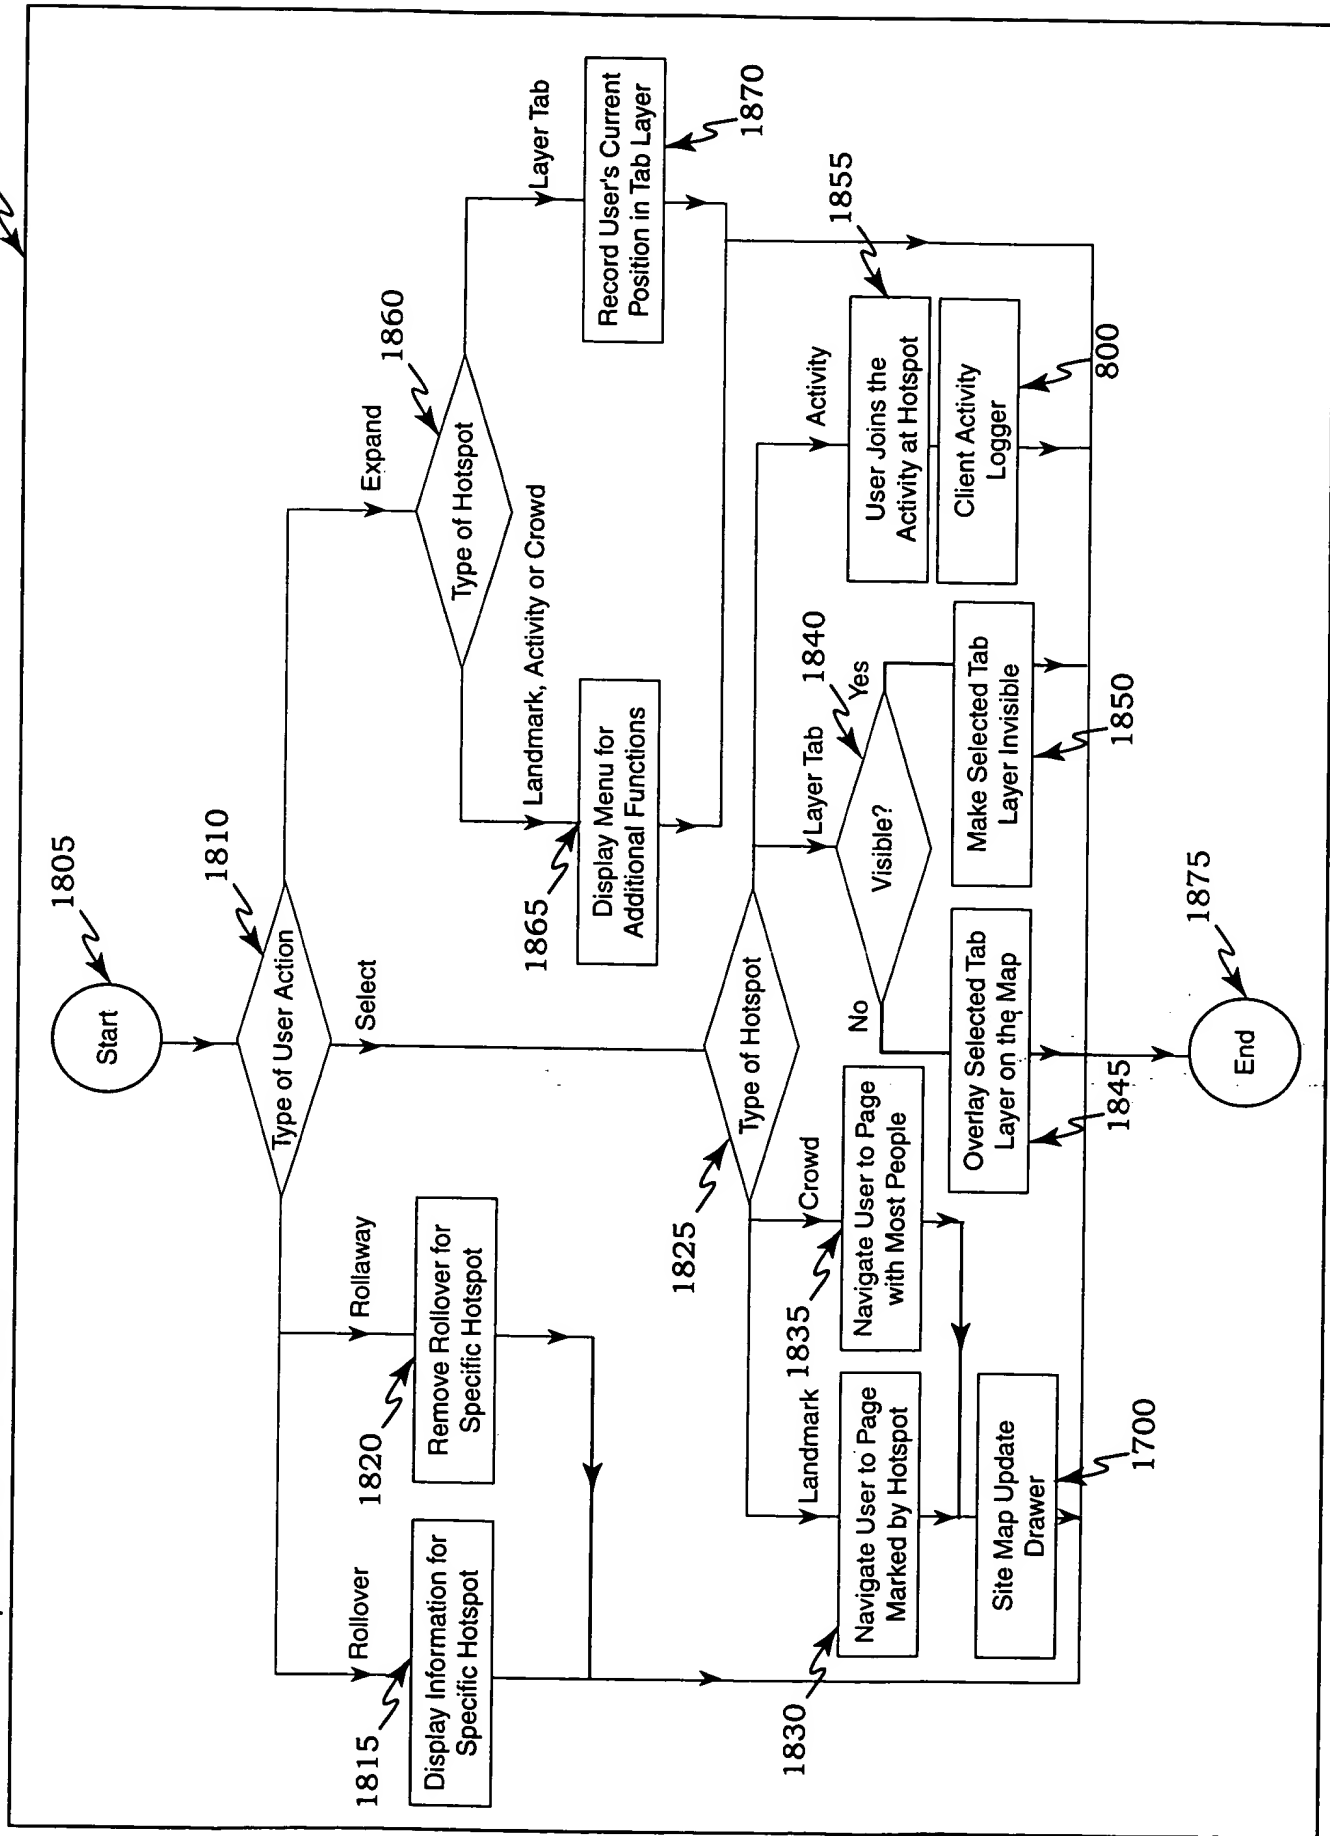 1805
Start
1810
Type of User Action
Rollover
Rollaway
Select
Expand
1815
Display Information for
Specific Hotspot
1820
Remove Rollover for
Specific Hotspot
1860
Type of Hotspot
Landmark, Activity or Crowd
Layer Tab
1865
Display Menu for
Additional Functions
Record User's Current
Position in Tab Layer
1870
1825
Type of Hotspot
Landmark
Crowd
Layer Tab
Activity
1830
Navigate User to Page
Marked by Hotspot
1835
Navigate User to Page
with Most People
1840
Visible?
No
Yes
User Joins the
Activity at Hotspot
1855
Client Activity
Logger
800
Site Map Update
Drawer
1700
Overlay Selected Tab
Layer on the Map
1845
Make Selected Tab
Layer Invisible
1850
End
1875